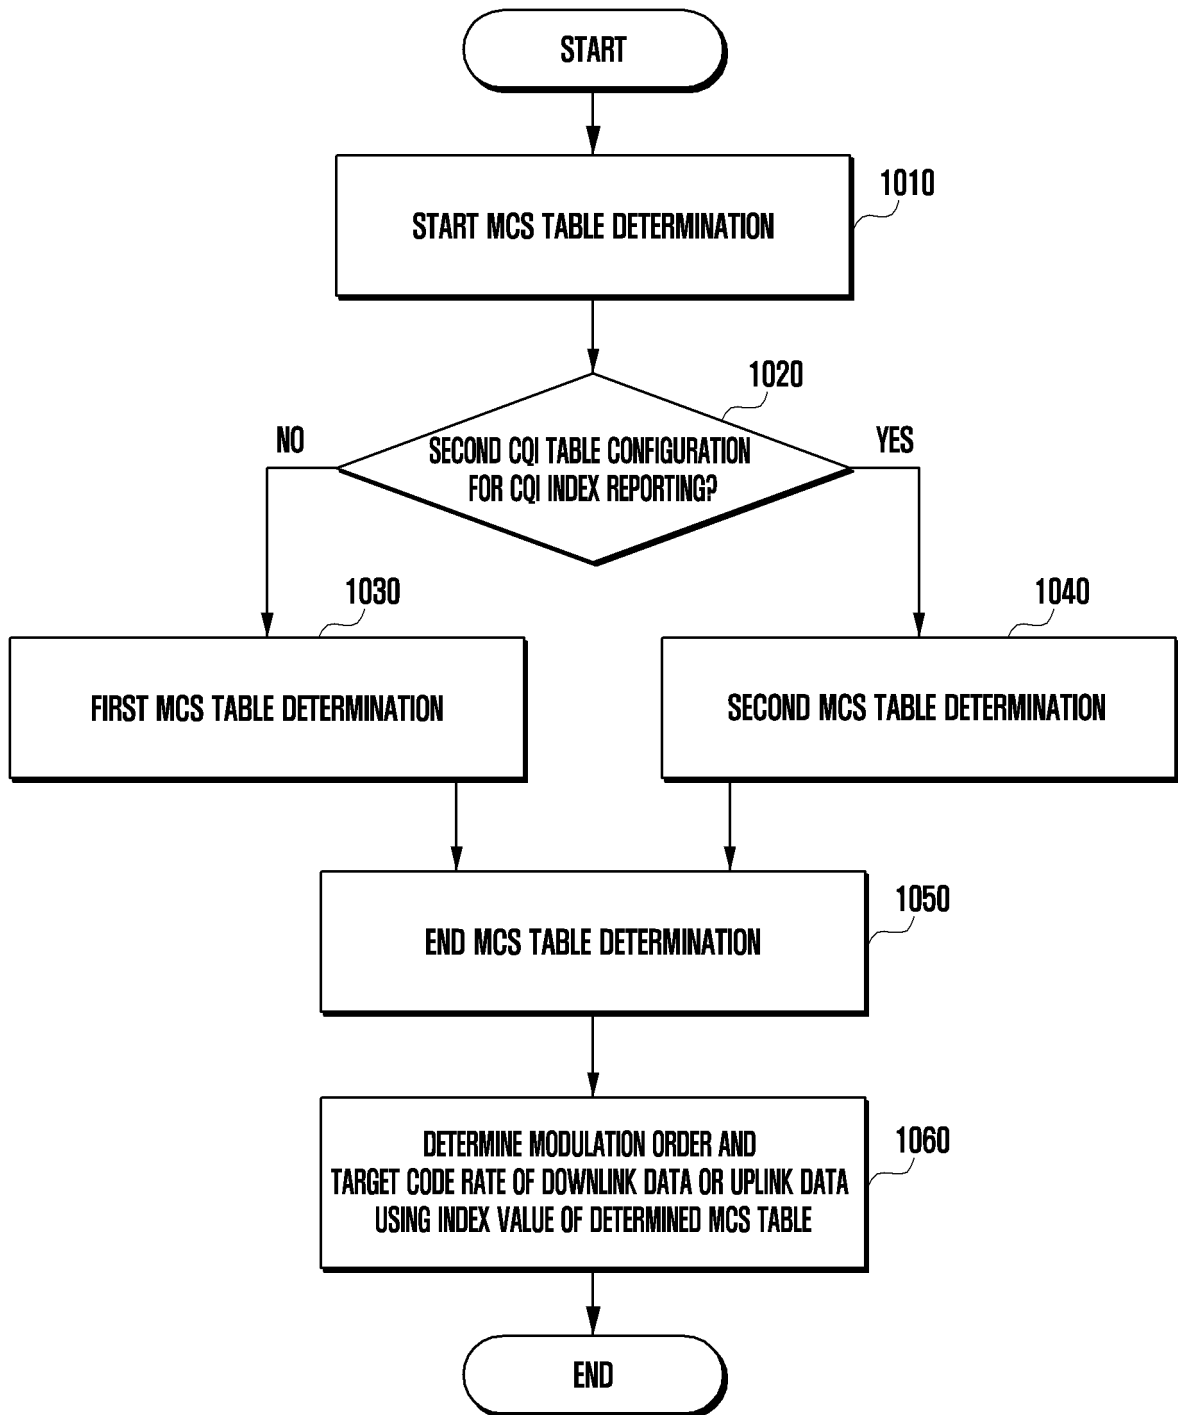 START
1010
START MCS TABLE DETERMINATION
1020
NO
YES
SECOND CQI TABLE CONFIGURATION
FOR CQI INDEX REPORTING?
1030
1040
FIRST MCS TABLE DETERMINATION
SECOND MCS TABLE DETERMINATION
1050
END MCS TABLE DETERMINATION
1060
DETERMINE MODULATION ORDER AND
TARGET CODE RATE OF DOWNLINK DATA OR UPLINK DATA
USING INDEX VALUE OF DETERMINED MCS TABLE
END